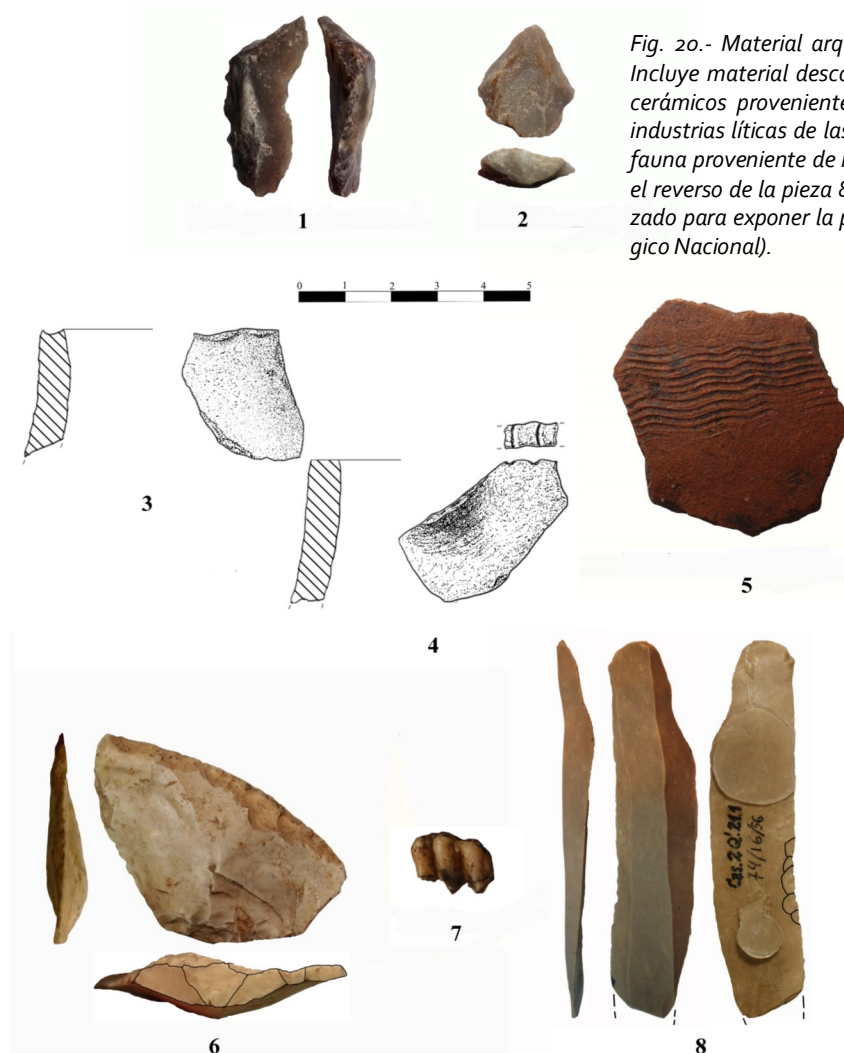 Fig. 20.- Material arq
Incluye material desco
cerámicos proveniente
industrias líticas de las
fauna proveniente de
el reverso de la pieza 8
zado para exponer la p
gico Nacional).
1
2
0 1 2 3 4 5
3
4
5
6
7
8
Cas.2Q'.211
74/16/56